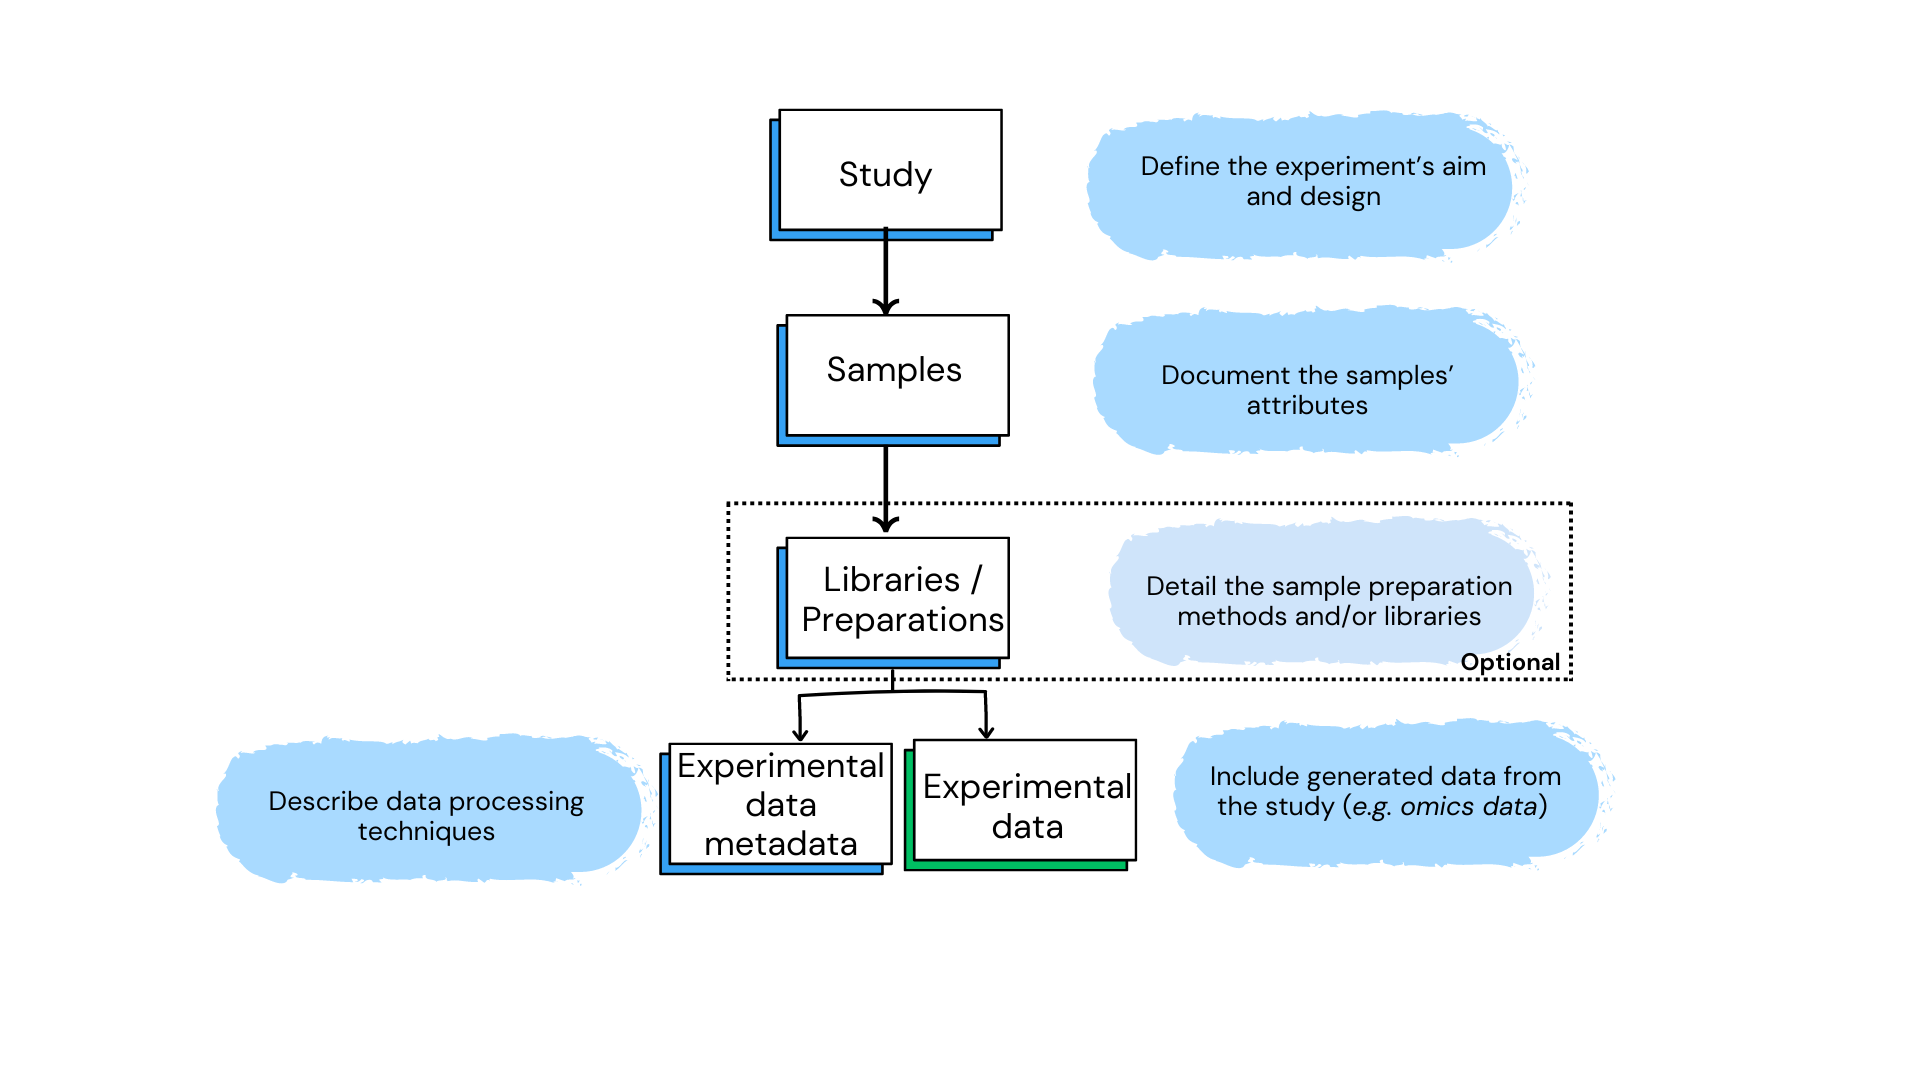 Study
Define the experiment’s aim
and design
Samples
Document the samples’
attributes
Libraries /
Preparations
Detail the sample preparation
methods and/or libraries
Optional
Describe data processing
techniques
Experimental
data
metadata
Experimental
data
Include generated data from
the study (e.g. omics data)